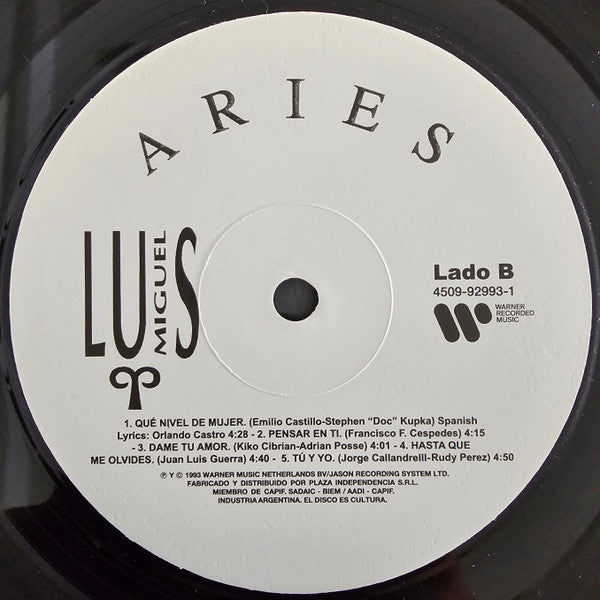 ARIES
LUIS
MIGUEL
Lado B
4509-92993-1
WARNER
RECORDED
MUSIC
1. QUÉ NIVEL DE MUJER. (Emilio Castillo-Stephen “Doc” Kupka) Spanish
Lyrics: Orlando Castro 4:28 - 2. PENSAR EN TI. (Francisco F. Cespedes) 4:15
- 3. DAME TU AMOR. (Kiko Cibrian-Adrian Posse) 4:01 - 4. HASTA QUE
ME OLVIDES. (Juan Luis Guerra) 4:40 - 5. TÚ Y YO. (Jorge Callandrelli-Rudy Perez) 4:50
℗ Y © 1993 WARNER MUSIC NETHERLANDS BV/JASON RECORDING SYSTEM LTD.
FABRICADO Y DISTRIBUIDO POR PLAZA INDEPENDENCIA S.R.L.
MIEMBRO DE CAPIF. SADAIC - BIEM / AADI - CAPIF.
INDUSTRIA ARGENTINA. EL DISCO ES CULTURA.